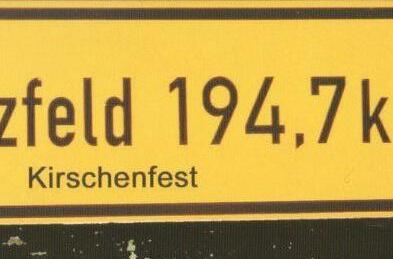 zfeld 194,7 k
Kirschenfest